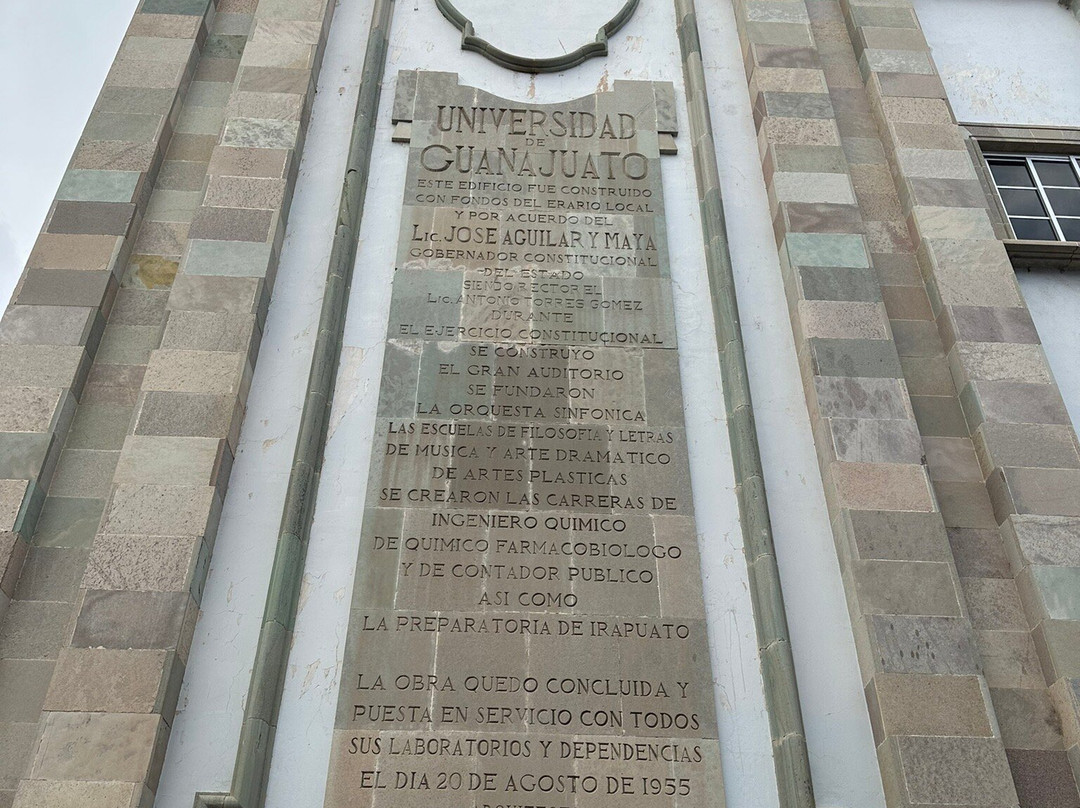 UNIVERSIDAD
DE
GUANAJUATO
ESTE EDIFICIO FUE CONSTRUIDO
CON FONDOS DEL ERARIO LOCAL
Y POR ACUERDO DEL
Lic. JOSE AGUILAR Y MAYA
GOBERNADOR CONSTITUCIONAL
DEL ESTADO
SIENDO RECTOR EL
Lic. ANTONIO TORRES GOMEZ
DURANTE
EL EJERCICIO CONSTITUCIONAL
SE CONSTRUYO
EL GRAN AUDITORIO
SE FUNDARON
LA ORQUESTA SINFONICA
LAS ESCUELAS DE FILOSOFIA Y LETRAS
DE MUSICA Y ARTE DRAMATICO
DE ARTES PLASTICAS
SE CREARON LAS CARRERAS DE
INGENIERO QUIMICO
DE QUIMICO FARMACOBIOLOGO
Y DE CONTADOR PUBLICO
ASI COMO
LA PREPARATORIA DE IRAPUATO
LA OBRA QUEDO CONCLUIDA Y
PUESTA EN SERVICIO CON TODOS
SUS LABORATORIOS Y DEPENDENCIAS
EL DIA 20 DE AGOSTO DE 1955